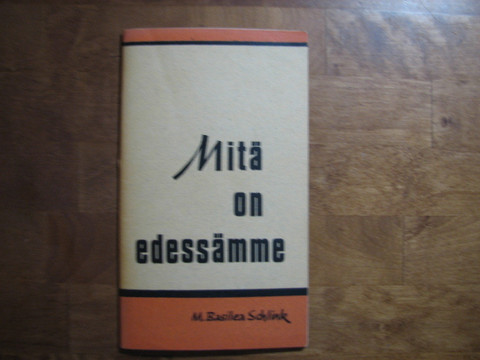 Mitä
on
edessämme
M. Basilea Schlink